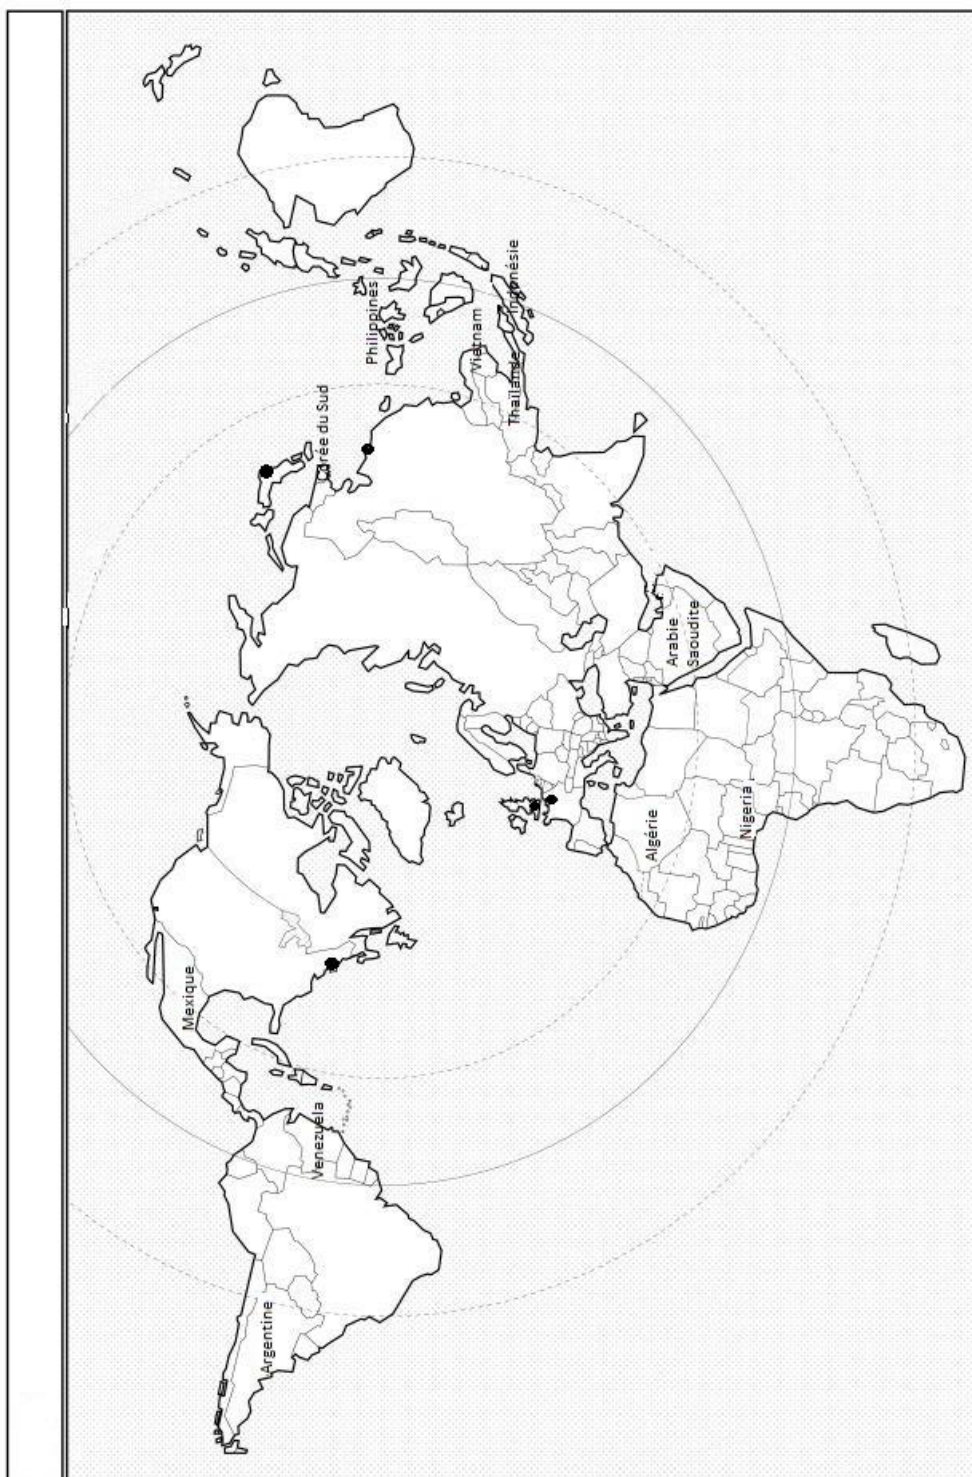 Philippines
Indonésie
Vietnam
Thaïlande
Corée du Sud
Arabie
Saoudite
Algérie
Nigeria
Mexique
Venezuela
Argentine